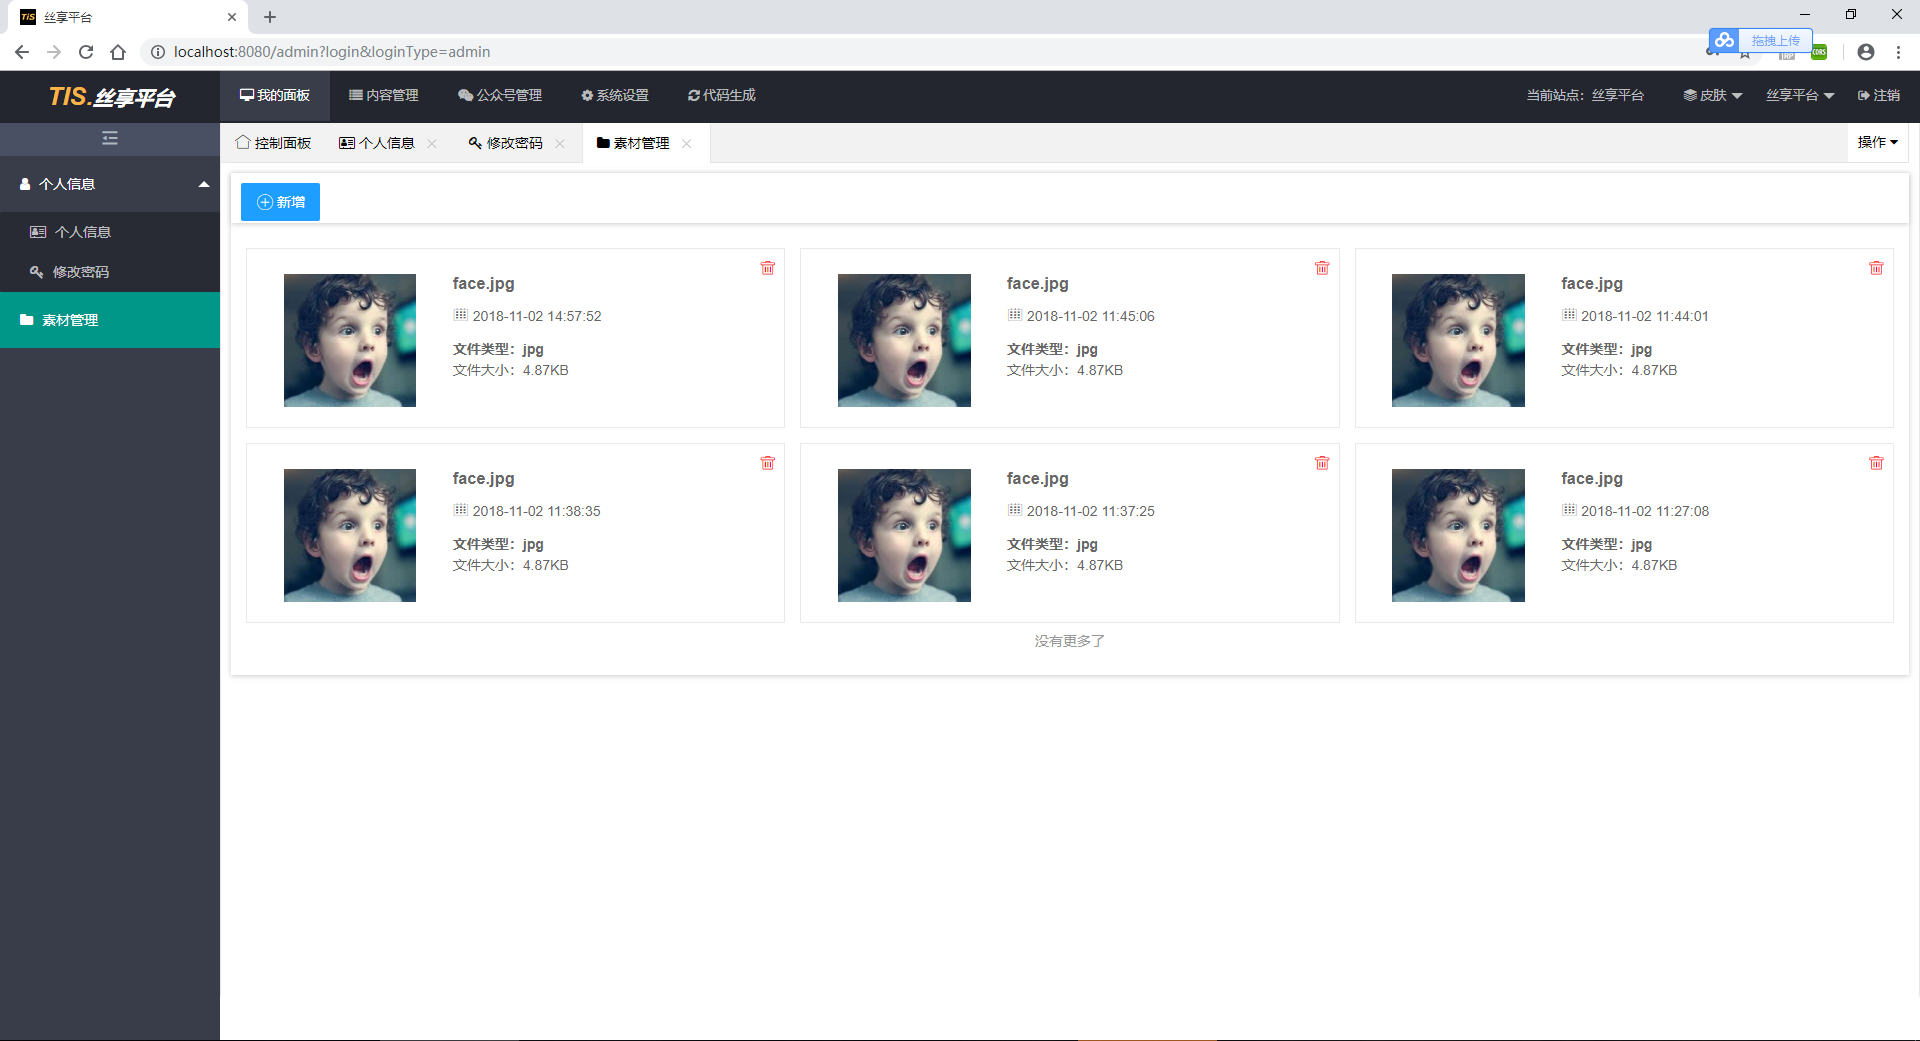 TiS 丝享平台
localhost:8080/admin?login&loginType=admin
拖拽上传
CORS
TIS.丝享平台
我的面板 内容管理 公众号管理 系统设置 代码生成 当前站点：丝享平台 皮肤 丝享平台 注销
控制面板 个人信息 修改密码 素材管理 操作
个人信息
个人信息
修改密码
素材管理
新增
face.jpg
2018-11-02 14:57:52
文件类型：jpg
文件大小：4.87KB
face.jpg
2018-11-02 11:45:06
文件类型：jpg
文件大小：4.87KB
face.jpg
2018-11-02 11:44:01
文件类型：jpg
文件大小：4.87KB
face.jpg
2018-11-02 11:38:35
文件类型：jpg
文件大小：4.87KB
face.jpg
2018-11-02 11:37:25
文件类型：jpg
文件大小：4.87KB
face.jpg
2018-11-02 11:27:08
文件类型：jpg
文件大小：4.87KB
没有更多了